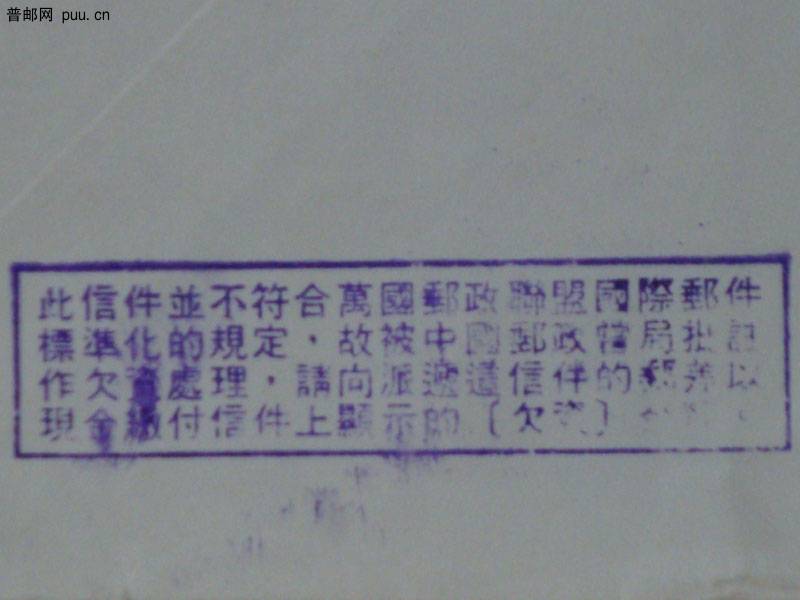 普邮网 puu.cn
此信件並不符合萬國郵政聯盟國際郵件
標準化的規定，故被中國郵政當局批註
作欠資處理，請向派遞這信件的郵差以
現金繳付信件上顯示的〔欠資〕